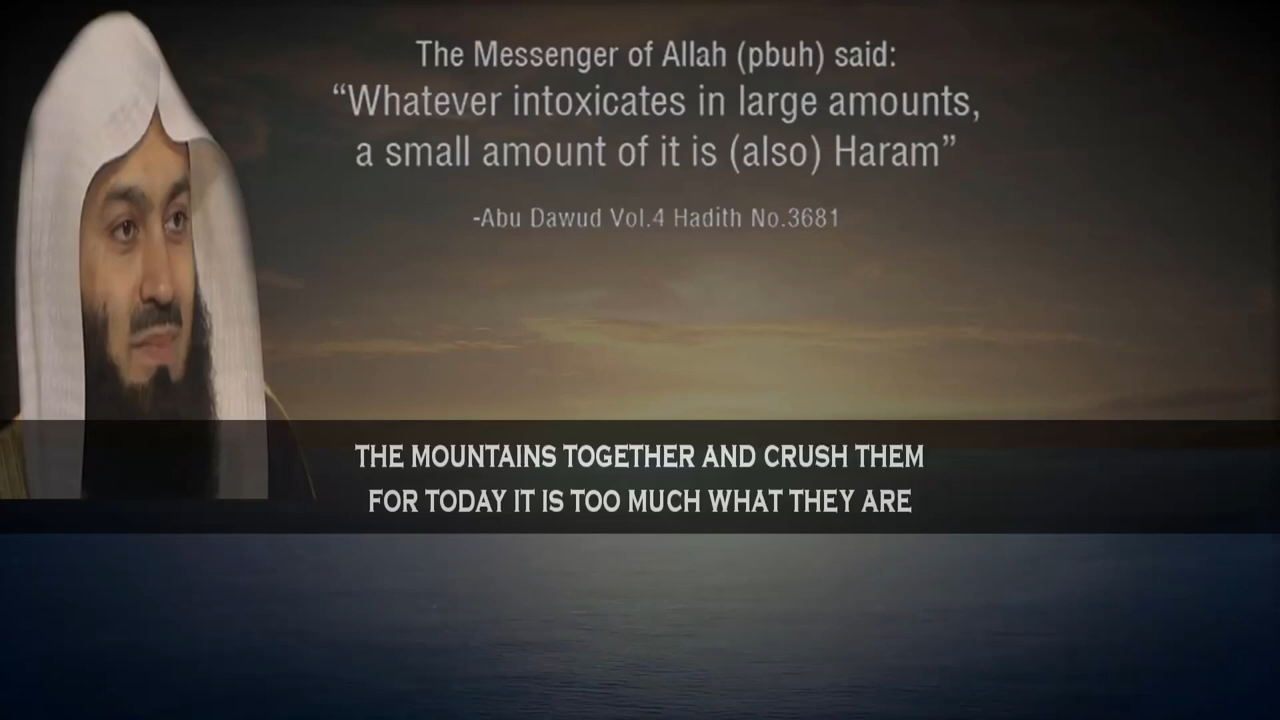 The Messenger of Allah (pbuh) said:
“Whatever intoxicates in large amounts,
a small amount of it is (also) Haram”
-Abu Dawud Vol.4 Hadith No.3681
THE MOUNTAINS TOGETHER AND CRUSH THEM
FOR TODAY IT IS TOO MUCH WHAT THEY ARE